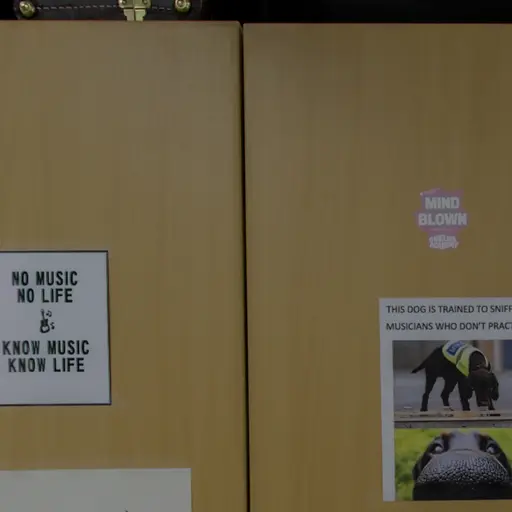 NO MUSIC
NO LIFE
KNOW MUSIC
KNOW LIFE
MIND
BLOWN
THIS DOG IS TRAINED TO SNIFF
MUSICIANS WHO DON'T PRACT